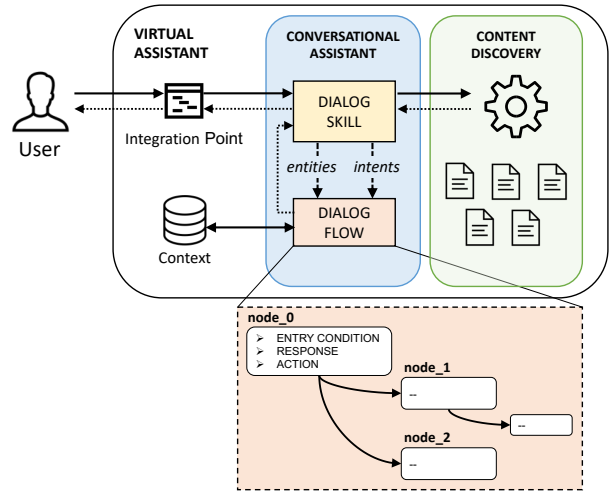 VIRTUAL
ASSISTANT
CONVERSATIONAL
ASSISTANT
CONTENT
DISCOVERY
User
Integration Point
DIALOG
SKILL
entities
intents
DIALOG
FLOW
Context
node_0
➢ ENTRY CONDITION
➢ RESPONSE
➢ ACTION
node_1
--
--
node_2
--